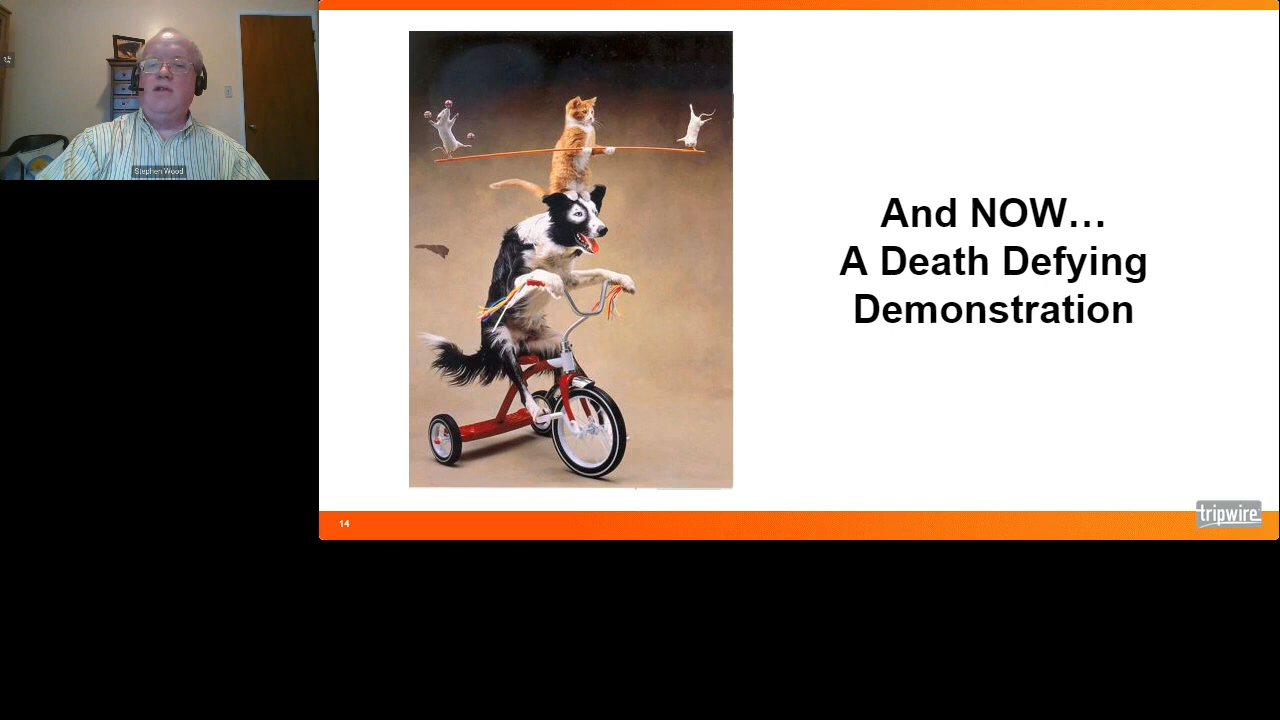 Stephen Wood
And NOW…
A Death Defying
Demonstration
14
tripwire